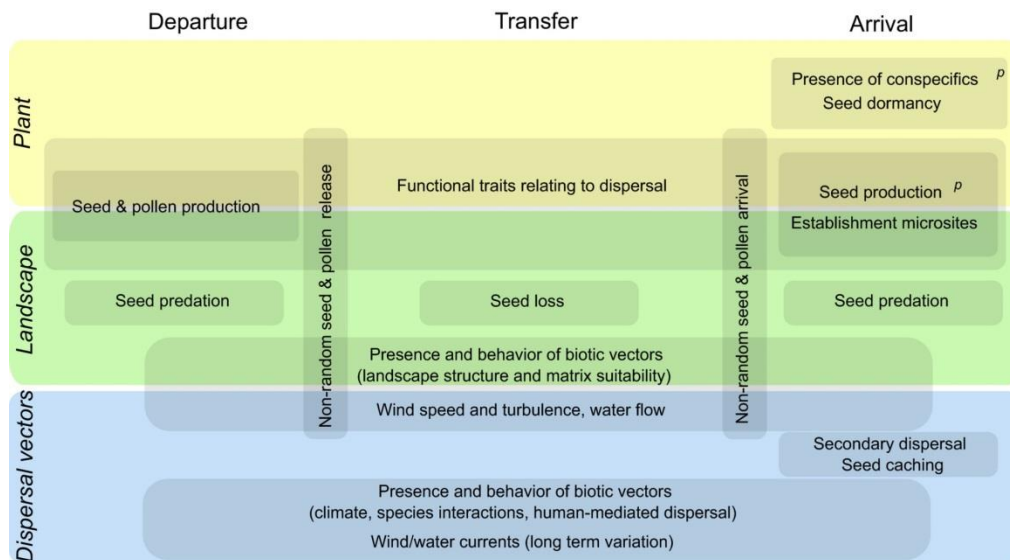 Departure
Transfer
Arrival
Plant
Presence of conspecifics p
Seed dormancy
Non-random seed & pollen release
Functional traits relating to dispersal
Non-random seed & pollen arrival
Seed production p
Seed & pollen production
Establishment microsites
Landscape
Seed predation
Seed loss
Seed predation
Presence and behavior of biotic vectors
(landscape structure and matrix suitability)
Wind speed and turbulence, water flow
Dispersal vectors
Secondary dispersal
Seed caching
Presence and behavior of biotic vectors
(climate, species interactions, human-mediated dispersal)
Wind/water currents (long term variation)